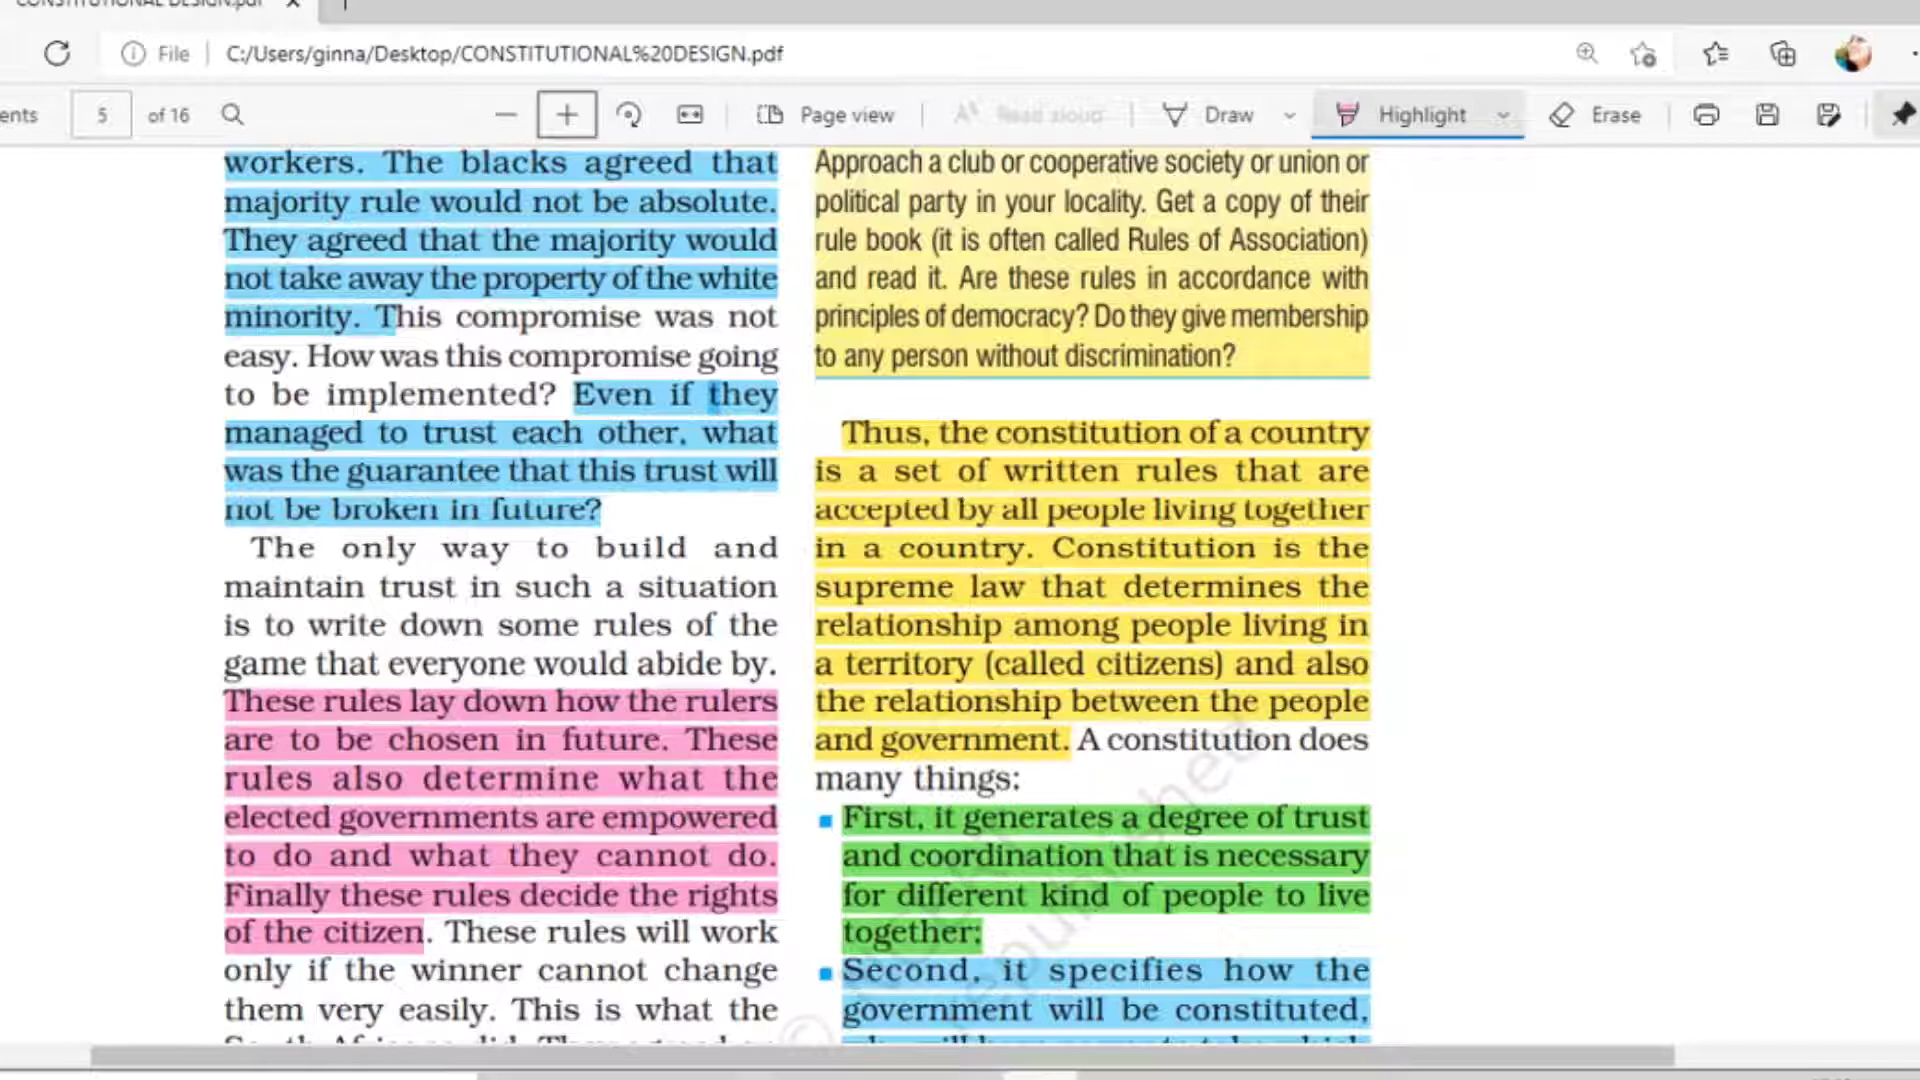 CONSTITUTIONAL DESIGN.pdf
File
C:/Users/ginna/Desktop/CONSTITUTIONAL%20DESIGN.pdf
ents
5
of 16
Page view
Read aloud
Draw
Highlight
Erase
workers. The blacks agreed that
majority rule would not be absolute.
They agreed that the majority would
not take away the property of the white
minority. This compromise was not
easy. How was this compromise going
to be implemented? Even if they
managed to trust each other, what
was the guarantee that this trust will
not be broken in future?
The only way to build and
maintain trust in such a situation
is to write down some rules of the
game that everyone would abide by.
These rules lay down how the rulers
are to be chosen in future. These
rules also determine what the
elected governments are empowered
to do and what they cannot do.
Finally these rules decide the rights
of the citizen. These rules will work
only if the winner cannot change
them very easily. This is what the
Approach a club or cooperative society or union or
political party in your locality. Get a copy of their
rule book (it is often called Rules of Association)
and read it. Are these rules in accordance with
principles of democracy? Do they give membership
to any person without discrimination?
Thus, the constitution of a country
is a set of written rules that are
accepted by all people living together
in a country. Constitution is the
supreme law that determines the
relationship among people living in
a territory (called citizens) and also
the relationship between the people
and government. A constitution does
many things:
First, it generates a degree of trust
and coordination that is necessary
for different kind of people to live
together;
Second, it specifies how the
government will be constituted,